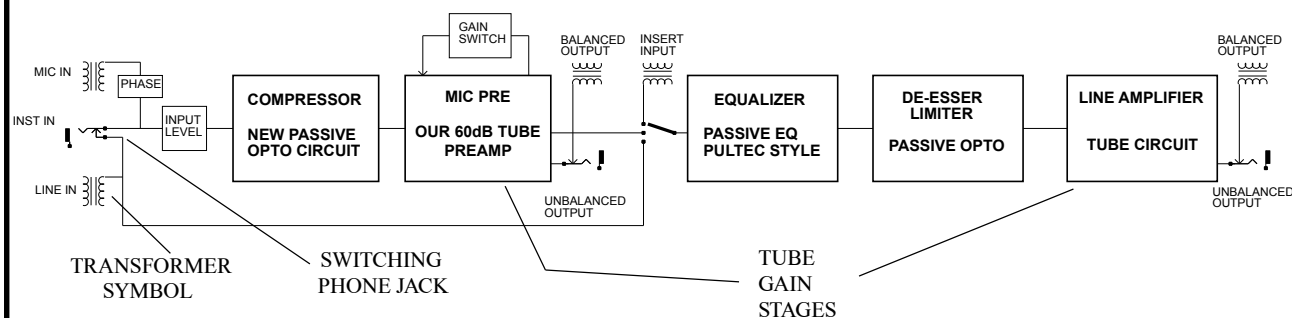 GAIN
SWITCH
BALANCED
OUTPUT
INSERT
INPUT
BALANCED
OUTPUT
MIC IN
PHASE
INST IN
INPUT
LEVEL
COMPRESSOR
NEW PASSIVE
OPTO CIRCUIT
MIC PRE
OUR 60dB TUBE
PREAMP
EQUALIZER
PASSIVE EQ
PULTEC STYLE
DE-ESSER
LIMITER
PASSIVE OPTO
LINE AMPLIFIER
TUBE CIRCUIT
LINE IN
UNBALANCED
OUTPUT
UNBALANCED
OUTPUT
TRANSFORMER
SYMBOL
SWITCHING
PHONE JACK
TUBE
GAIN
STAGES